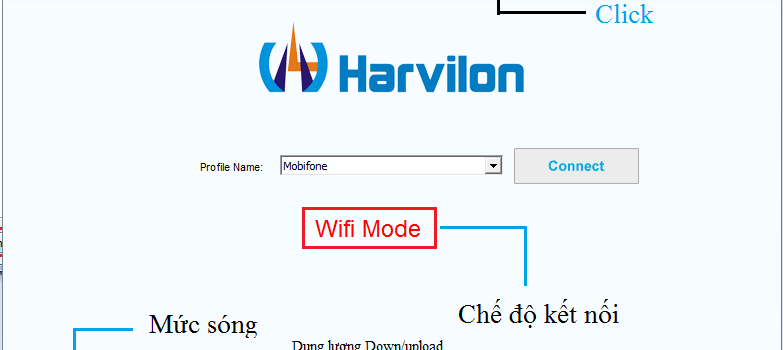 Click
Harvilon
Profile Name: Mobifone Connect
Wifi Mode
Chế độ kết nối
Mức sóng
Dung lượng Down/upload